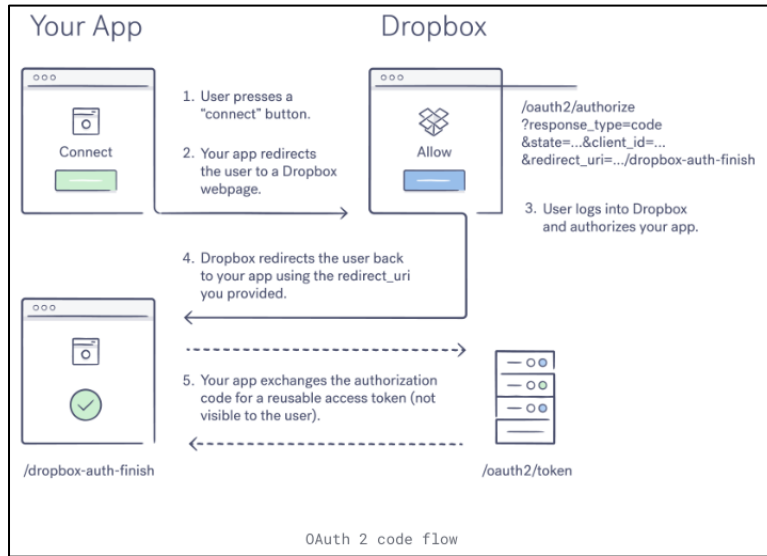 Your App
Dropbox
Connect
1. User presses a
"connect" button.
2. Your app redirects
the user to a Dropbox
webpage.
Allow
/oauth2/authorize
?response_type=code
&state=...&client_id=...
&redirect_uri=.../dropbox-auth-finish
3. User logs into Dropbox
and authorizes your app.
4. Dropbox redirects the user back
to your app using the redirect_uri
you provided.
5. Your app exchanges the authorization
code for a reusable access token (not
visible to the user).
/dropbox-auth-finish
/oauth2/token
OAuth 2 code flow